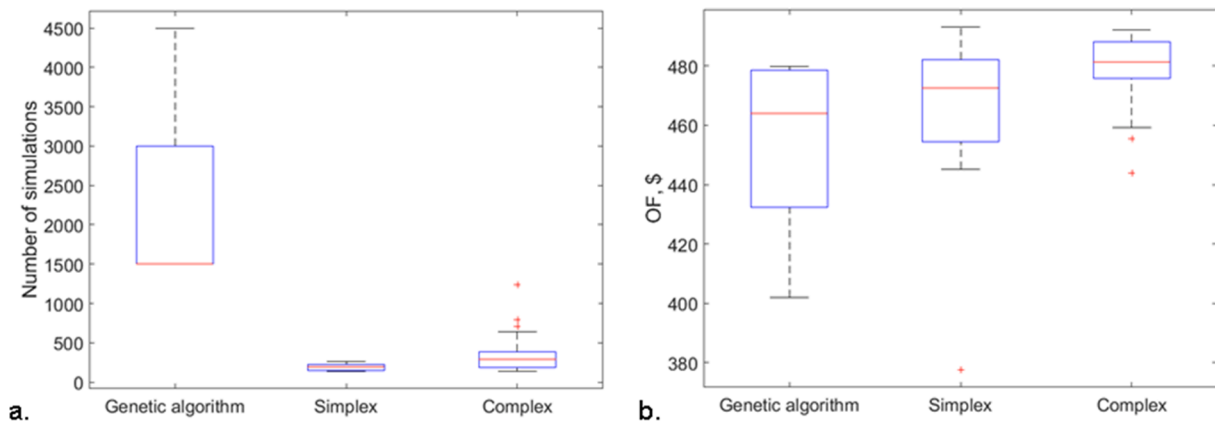 Number of simulations
4500
4000
3500
3000
2500
2000
1500
1000
500
0
Genetic algorithm Simplex Complex
a.
OF, $
480
460
440
420
400
380
Genetic algorithm Simplex Complex
b.